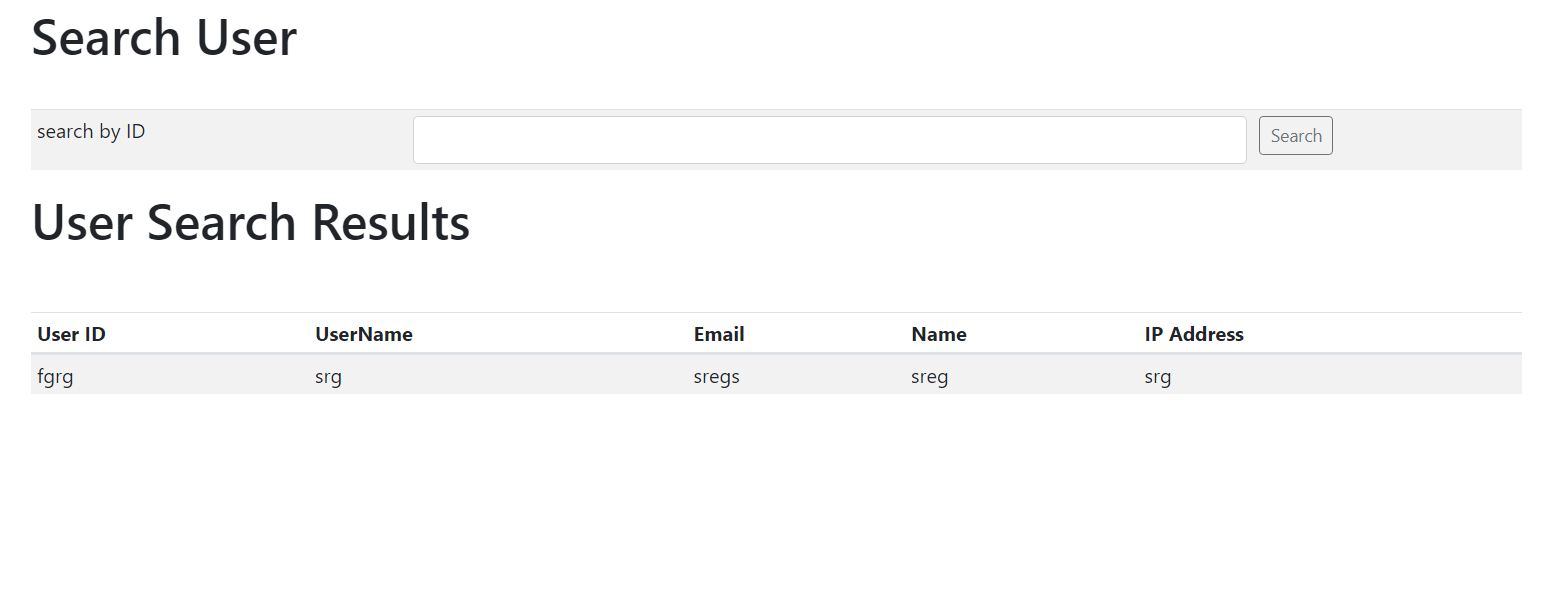 Search User
search by ID Search
User Search Results
User ID UserName Email Name IP Address
fgrg srg sregs sreg srg